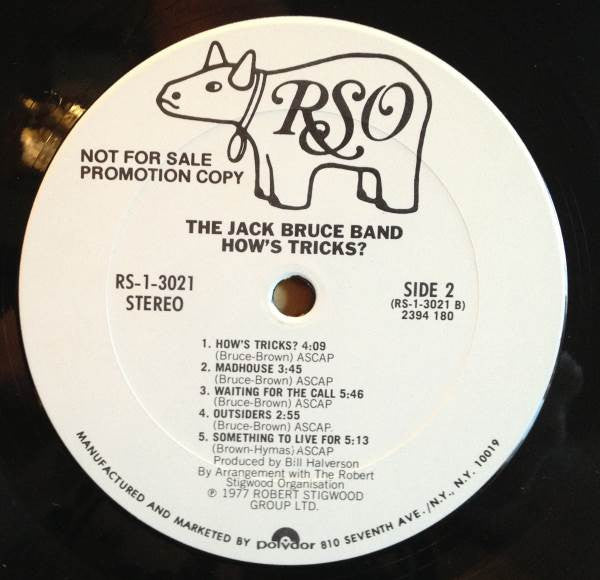 RSO
NOT FOR SALE
PROMOTION COPY
THE JACK BRUCE BAND
HOW'S TRICKS?
RS-1-3021
STEREO
SIDE 2
(RS-1-3021 B)
2394 180
1. HOW'S TRICKS? 4:09
(Bruce-Brown) ASCAP
2. MADHOUSE 3:45
(Bruce-Brown) ASCAP
3. WAITING FOR THE CALL 5:46
(Bruce-Brown) ASCAP
4. OUTSIDERS 2:55
(Bruce-Brown) ASCAP.
5. SOMETHING TO LIVE FOR 5:13
(Brown-Hymas) ASCAP
Produced by Bill Halverson
By Arrangement with The Robert
Stigwood Organisation
℗ 1977 ROBERT STIGWOOD
GROUP LTD.
MANUFACTURED AND MARKETED BY polydor 810 SEVENTH AVE./N.Y., N.Y. 10019